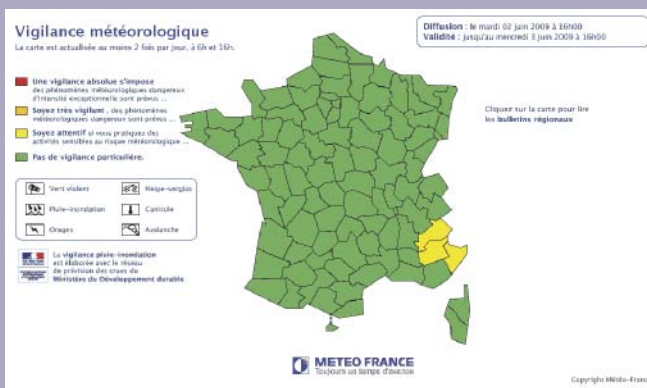 Vigilance météorologique
La carte est actualisée au moins 2 fois par jour, à 6h et 16h.
Diffusion : le mardi 02 juin 2009 à 16h00
Validité : jusqu'au mercredi 3 juin 2009 à 16h00
Une vigilance absolue s'impose
des phénomènes météorologiques dangereux
d'intensité exceptionnelle sont prévus ...
Soyez très vigilant, des phénomènes
météorologiques dangereux sont prévus ...
Soyez attentif si vous pratiquez des
activités sensibles au risque météorologique ...
Pas de vigilance particulière.
Cliquez sur la carte pour lire
les bulletins régionaux
Vent violent
Neige-verglas
Pluie-inondation
Canicule
Orages
Avalanche
La vigilance pluie-inondation
est élaborée avec le réseau
de prévision des crues du
Ministère du Développement durable
METEO FRANCE
Toujours un temps d'avance
Copyright Météo-France